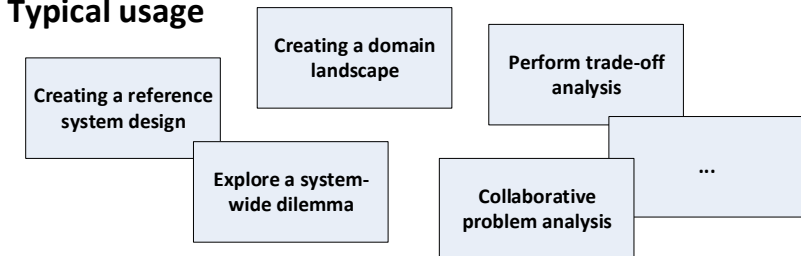 Typical usage
Creating a domain
landscape
Perform trade-off
analysis
Creating a reference
system design
...
Explore a system-
wide dilemma
Collaborative
problem analysis